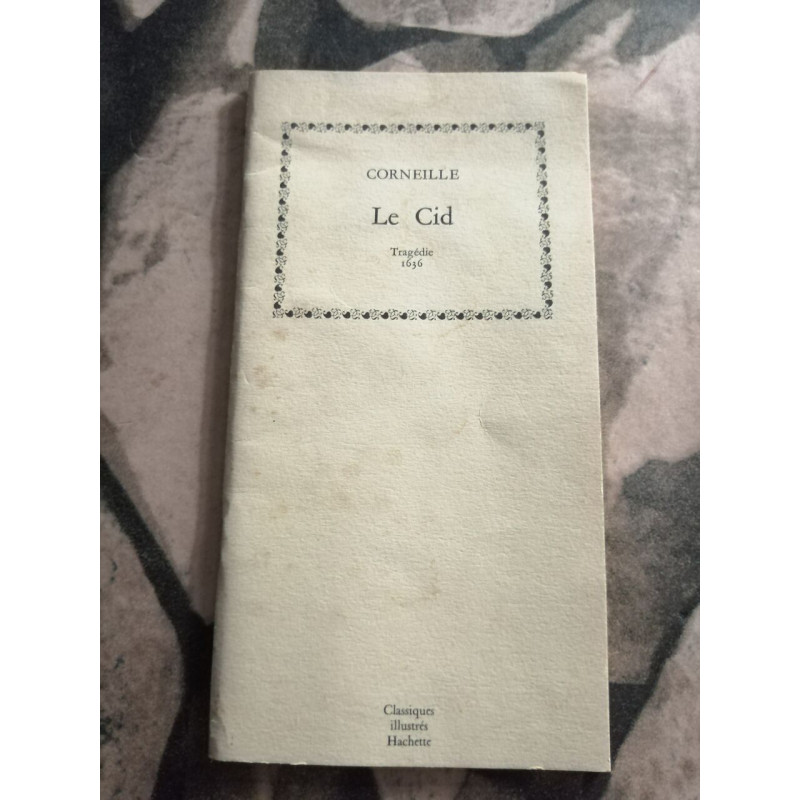 CORNEILLE
Le Cid
Tragédie
1636
Classiques
illustrés
Hachette